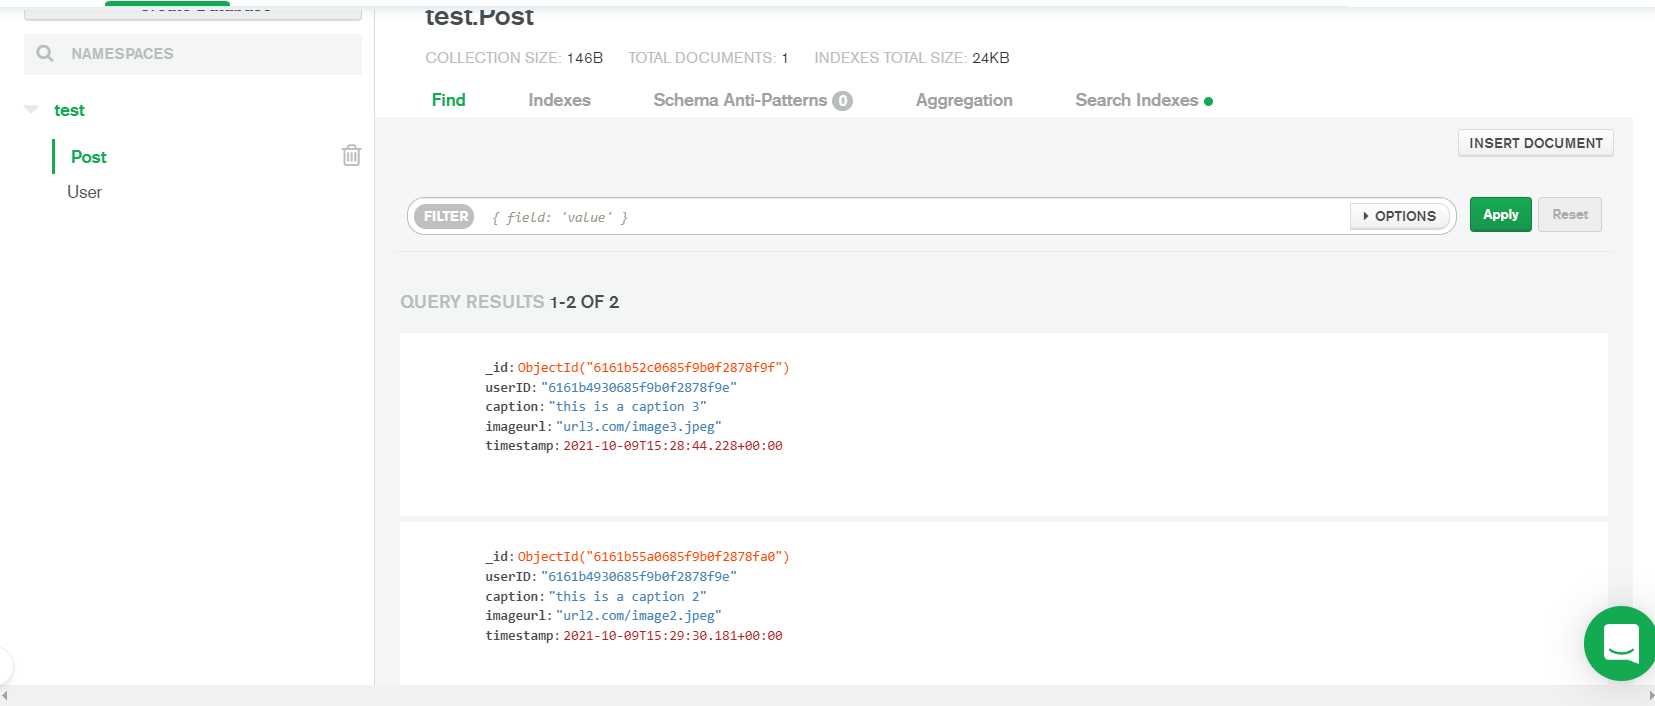 test.Post
NAMESPACES
COLLECTION SIZE: 146B TOTAL DOCUMENTS: 1 INDEXES TOTAL SIZE: 24KB
test
Find Indexes Schema Anti-Patterns 0 Aggregation Search Indexes
INSERT DOCUMENT
Post
User
FILTER { field: 'value' } OPTIONS Apply Reset
QUERY RESULTS 1-2 OF 2
_id: ObjectId("6161b52c0685f9b0f2878f9f")
userID: "6161b4930685f9b0f2878f9e"
caption: "this is a caption 3"
imageurl: "url3.com/image3.jpeg"
timestamp: 2021-10-09T15:28:44.228+00:00
_id: ObjectId("6161b55a0685f9b0f2878fa0")
userID: "6161b4930685f9b0f2878f9e"
caption: "this is a caption 2"
imageurl: "url2.com/image2.jpeg"
timestamp: 2021-10-09T15:29:30.181+00:00